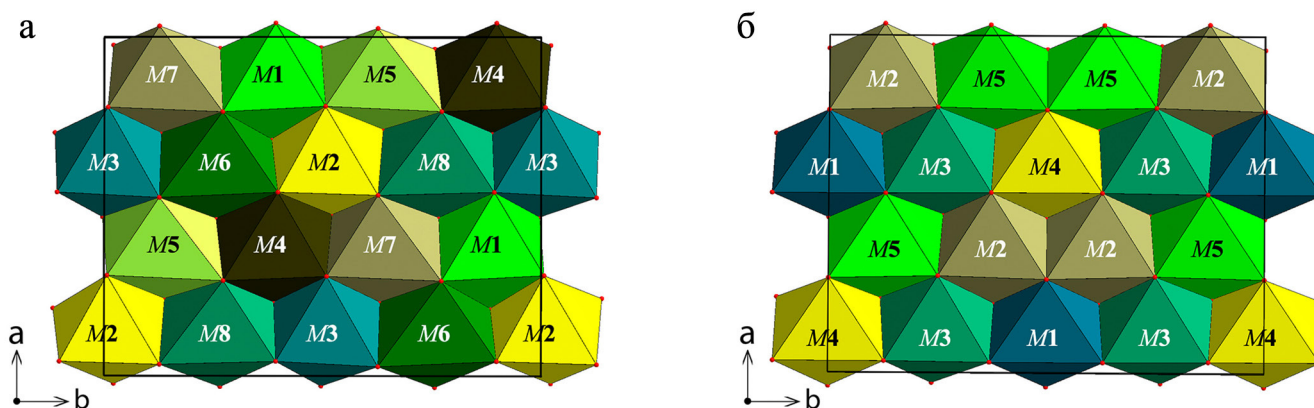 а
M7 M1 M5 M4
M3 M6 M2 M8 M3
M5 M4 M7 M1
M2 M8 M3 M6 M2
a
b
б
M2 M5 M5 M2
M1 M3 M4 M3 M1
M5 M2 M2 M5
M4 M3 M1 M3 M4
a
b